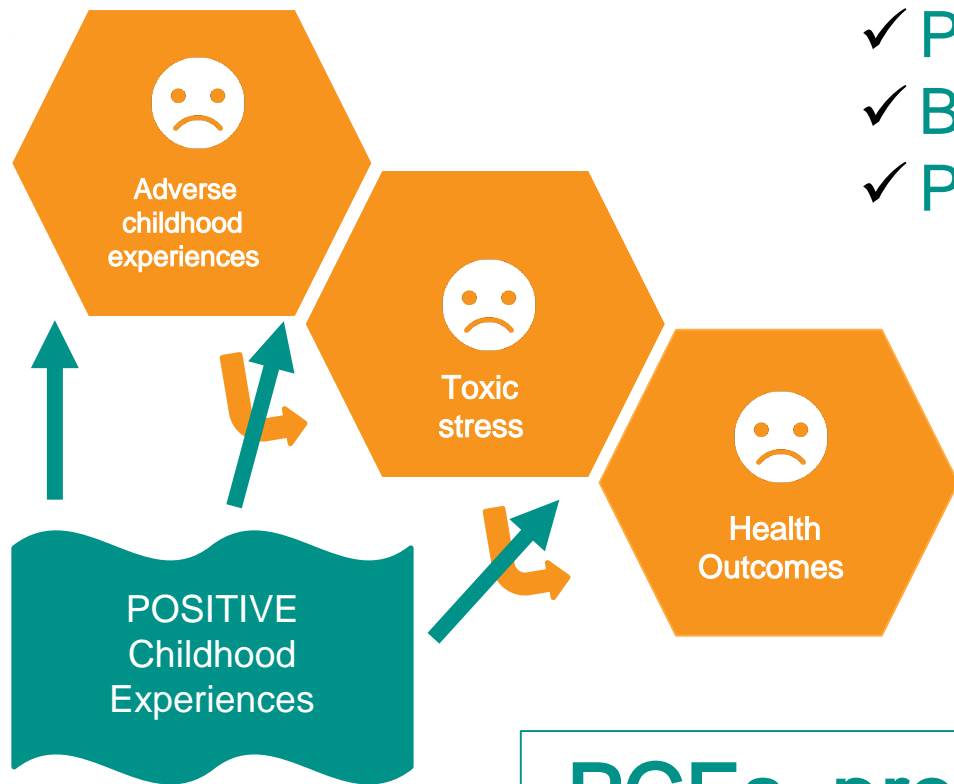 ✓ P
✓ B
✓ P
Adverse
childhood
experiences
Toxic
stress
Health
Outcomes
POSITIVE
Childhood
Experiences